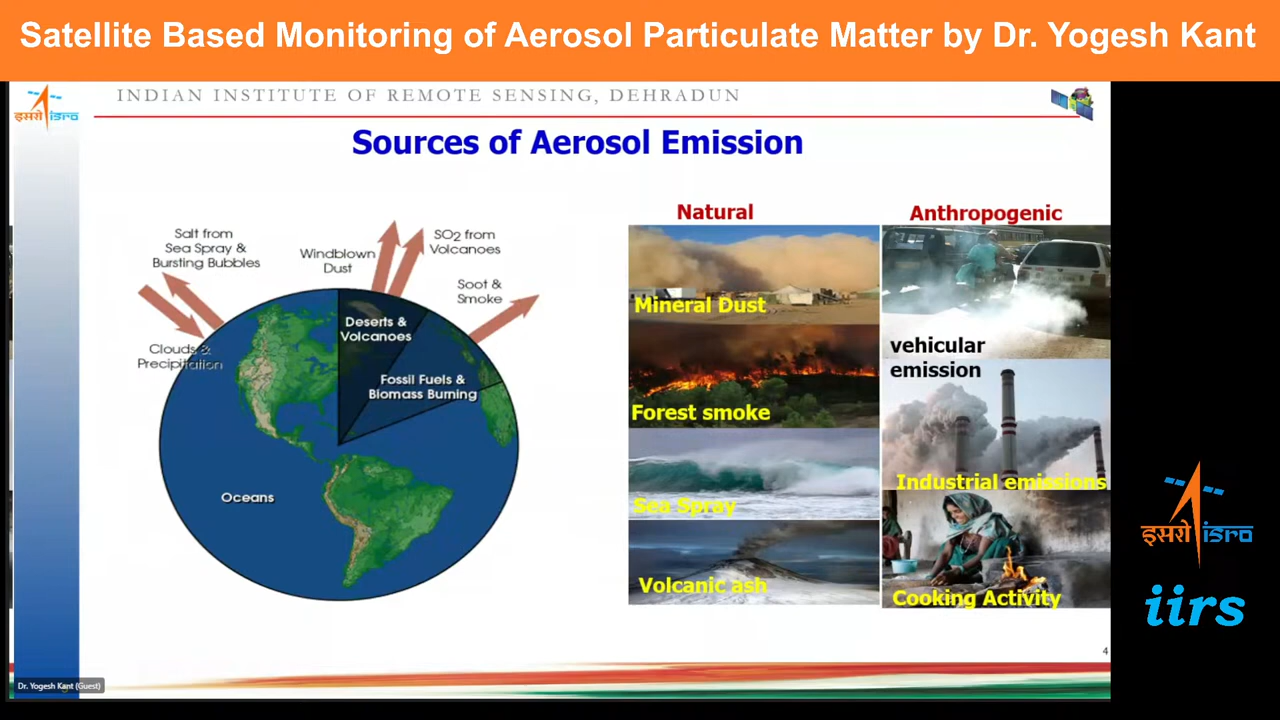 Satellite Based Monitoring of Aerosol Particulate Matter by Dr. Yogesh Kant
INDIAN INSTITUTE OF REMOTE SENSING, DEHRADUN
इसरो isro
Sources of Aerosol Emission
Salt from
Sea Spray &
Bursting Bubbles
Windblown
Dust
SO2 from
Volcanoes
Soot &
Smoke
Clouds &
Precipitation
Deserts &
Volcanoes
Fossil Fuels &
Biomass Burning
Oceans
Natural
Mineral Dust
Forest smoke
Sea Spray
Volcanic ash
Anthropogenic
vehicular
emission
Industrial emissions
Cooking Activity
इसरो isro
iirs
4
Dr. Yogesh Kant (Guest)